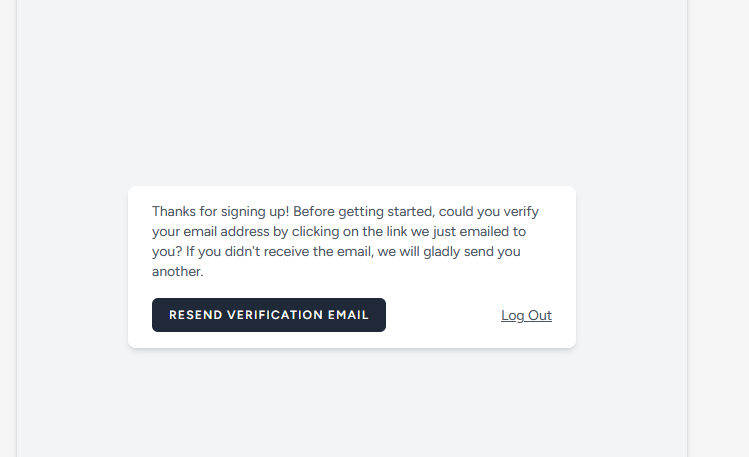 Thanks for signing up! Before getting started, could you verify
your email address by clicking on the link we just emailed to
you? If you didn't receive the email, we will gladly send you
another.
RESEND VERIFICATION EMAIL
Log Out